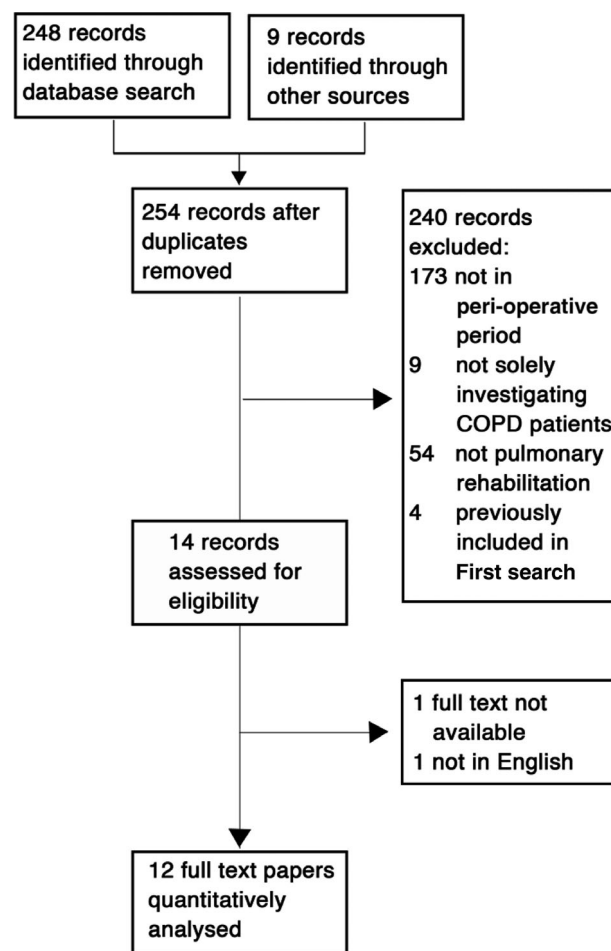 248 records
identified through
database search
9 records
identified through
other sources
254 records after
duplicates
removed
240 records
excluded:
173 not in
peri-operative
period
9 not solely
investigating
COPD patients
54 not pulmonary
rehabilitation
4 previously
included in
First search
14 records
assessed for
eligibility
1 full text not
available
1 not in English
12 full text papers
quantitatively
analysed